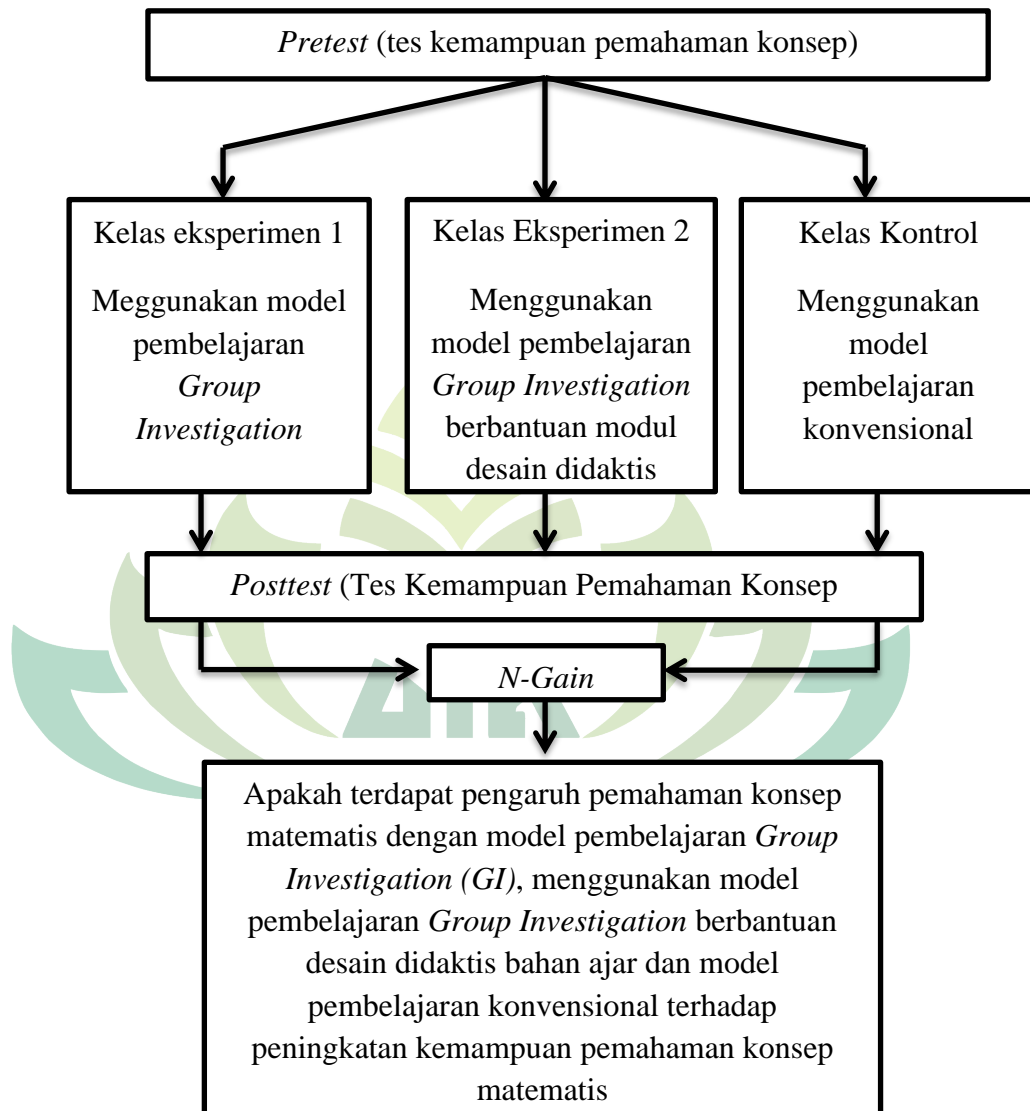 Pretest (tes kemampuan pemahaman konsep)
Kelas eksperimen 1
Meggunakan model
pembelajaran
Group
Investigation
Kelas Eksperimen 2
Menggunakan
model pembelajaran
Group Investigation
berbantuan modul
desain didaktis
Kelas Kontrol
Menggunakan
model
pembelajaran
konvensional
Posttest (Tes Kemampuan Pemahaman Konsep
N-Gain
Apakah terdapat pengaruh pemahaman konsep
matematis dengan model pembelajaran Group
Investigation (GI), menggunakan model
pembelajaran Group Investigation berbantuan
desain didaktis bahan ajar dan model
pembelajaran konvensional terhadap
peningkatan kemampuan pemahaman konsep
matematis